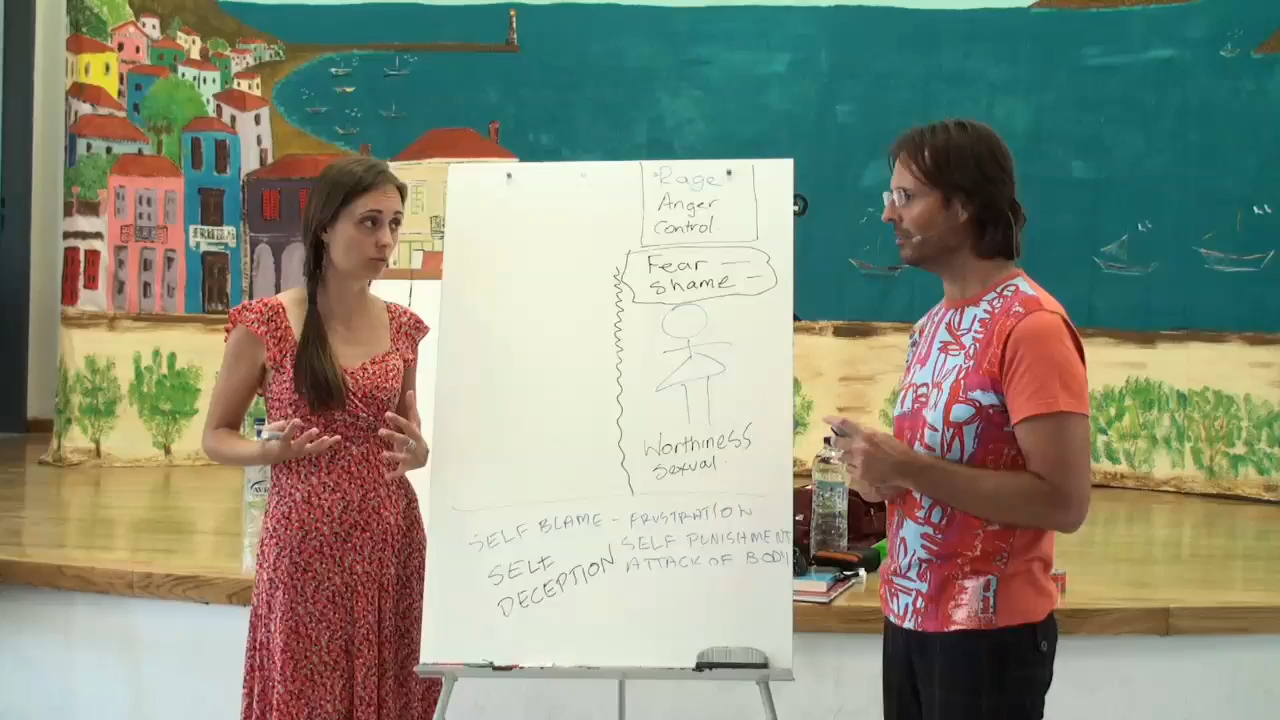 Rage
Anger
Control
Fear —
Shame —
Worthiness
Sexual.
SELF BLAME - FRUSTRATION
SELF PUNISHMENT
SELF
DECEPTION
ATTACK OF BODY